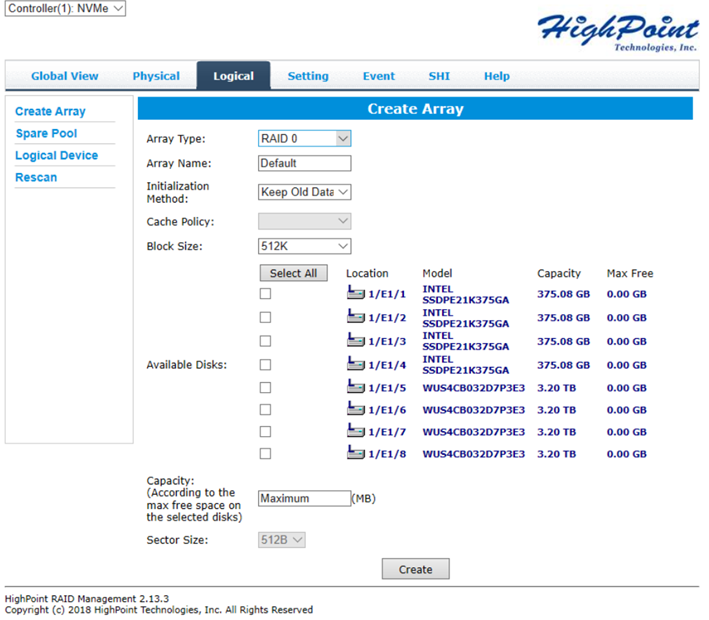 Controller(1): NVMe
HighPoint
Technologies, Inc.
Global View Physical Logical Setting Event SHI Help
Create Array
Spare Pool
Logical Device
Rescan
Create Array
Array Type: RAID 0
Array Name: Default
Initialization
Method: Keep Old Data
Cache Policy:
Block Size: 512K
Select All Location Model Capacity Max Free
1/E1/1 INTEL
SSDPE21K375GA 375.08 GB 0.00 GB
1/E1/2 INTEL
SSDPE21K375GA 375.08 GB 0.00 GB
1/E1/3 INTEL
SSDPE21K375GA 375.08 GB 0.00 GB
Available Disks: 1/E1/4 INTEL
SSDPE21K375GA 375.08 GB 0.00 GB
1/E1/5 WUS4CB032D7P3E3 3.20 TB 0.00 GB
1/E1/6 WUS4CB032D7P3E3 3.20 TB 0.00 GB
1/E1/7 WUS4CB032D7P3E3 3.20 TB 0.00 GB
1/E1/8 WUS4CB032D7P3E3 3.20 TB 0.00 GB
Capacity:
(According to the
max free space on
the selected disks) Maximum (MB)
Sector Size: 512B
Create
HighPoint RAID Management 2.13.3
Copyright (c) 2018 HighPoint Technologies, Inc. All Rights Reserved